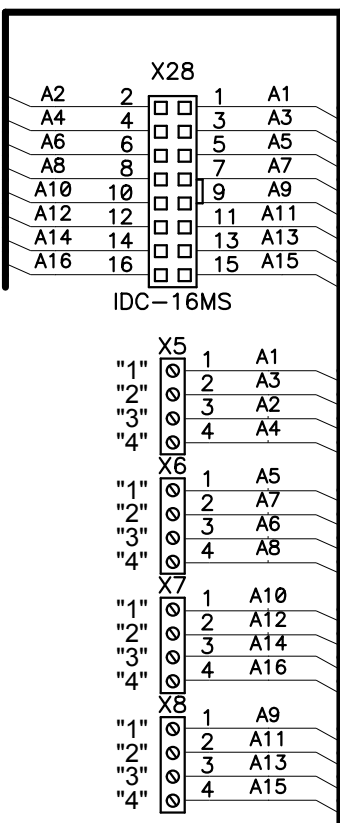 X28
A2 2 1 A1
A4 4 3 A3
A6 6 5 A5
A8 8 7 A7
A10 10 9 A9
A12 12 11 A11
A14 14 13 A13
A16 16 15 A15
IDC-16MS
X5
"1" 1 A1
"2" 2 A3
"3" 3 A2
"4" 4 A4
X6
"1" 1 A5
"2" 2 A7
"3" 3 A6
"4" 4 A8
X7
"1" 1 A10
"2" 2 A12
"3" 3 A14
"4" 4 A16
X8
"1" 1 A9
"2" 2 A11
"3" 3 A13
"4" 4 A15